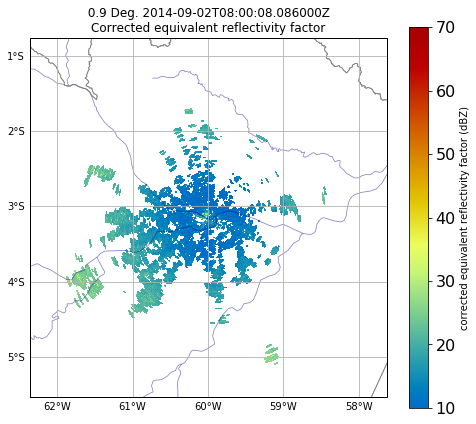 0.9 Deg. 2014-09-02T08:00:08.086000Z
Corrected equivalent reflectivity factor
1°S
2°S
3°S
4°S
5°S
62°W
61°W
60°W
59°W
58°W
70
60
50
40
30
20
10
corrected equivalent reflectivity factor (dBZ)